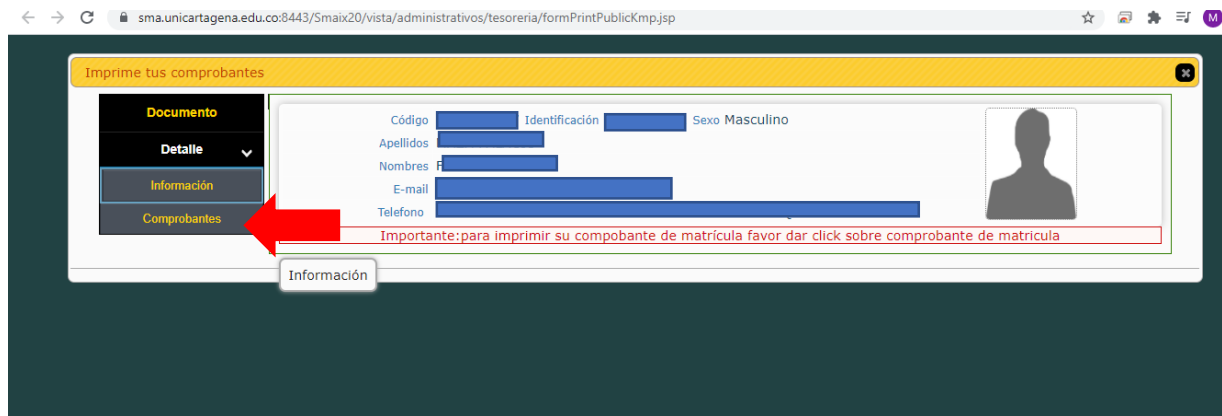 sma.unicartagena.edu.co:8443/Smaix20/vista/administrativos/tesoreria/formPrintPublicKmp.jsp
M
Imprime tus comprobantes
Documento
Detalle
Información
Comprobantes
Código Identificación Sexo Masculino
Apellidos
Nombres
E-mail
Telefono
Importante:para imprimir su compobante de matrícula favor dar click sobre comprobante de matricula
Información